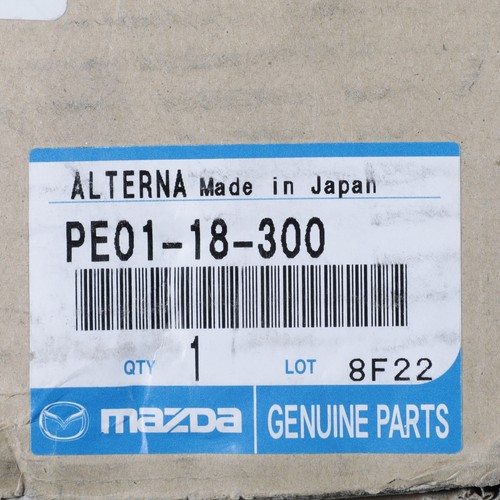 ALTERNA Made in Japan
PE01-18-300
QTY 1 LOT 8F22
mazda GENUINE PARTS